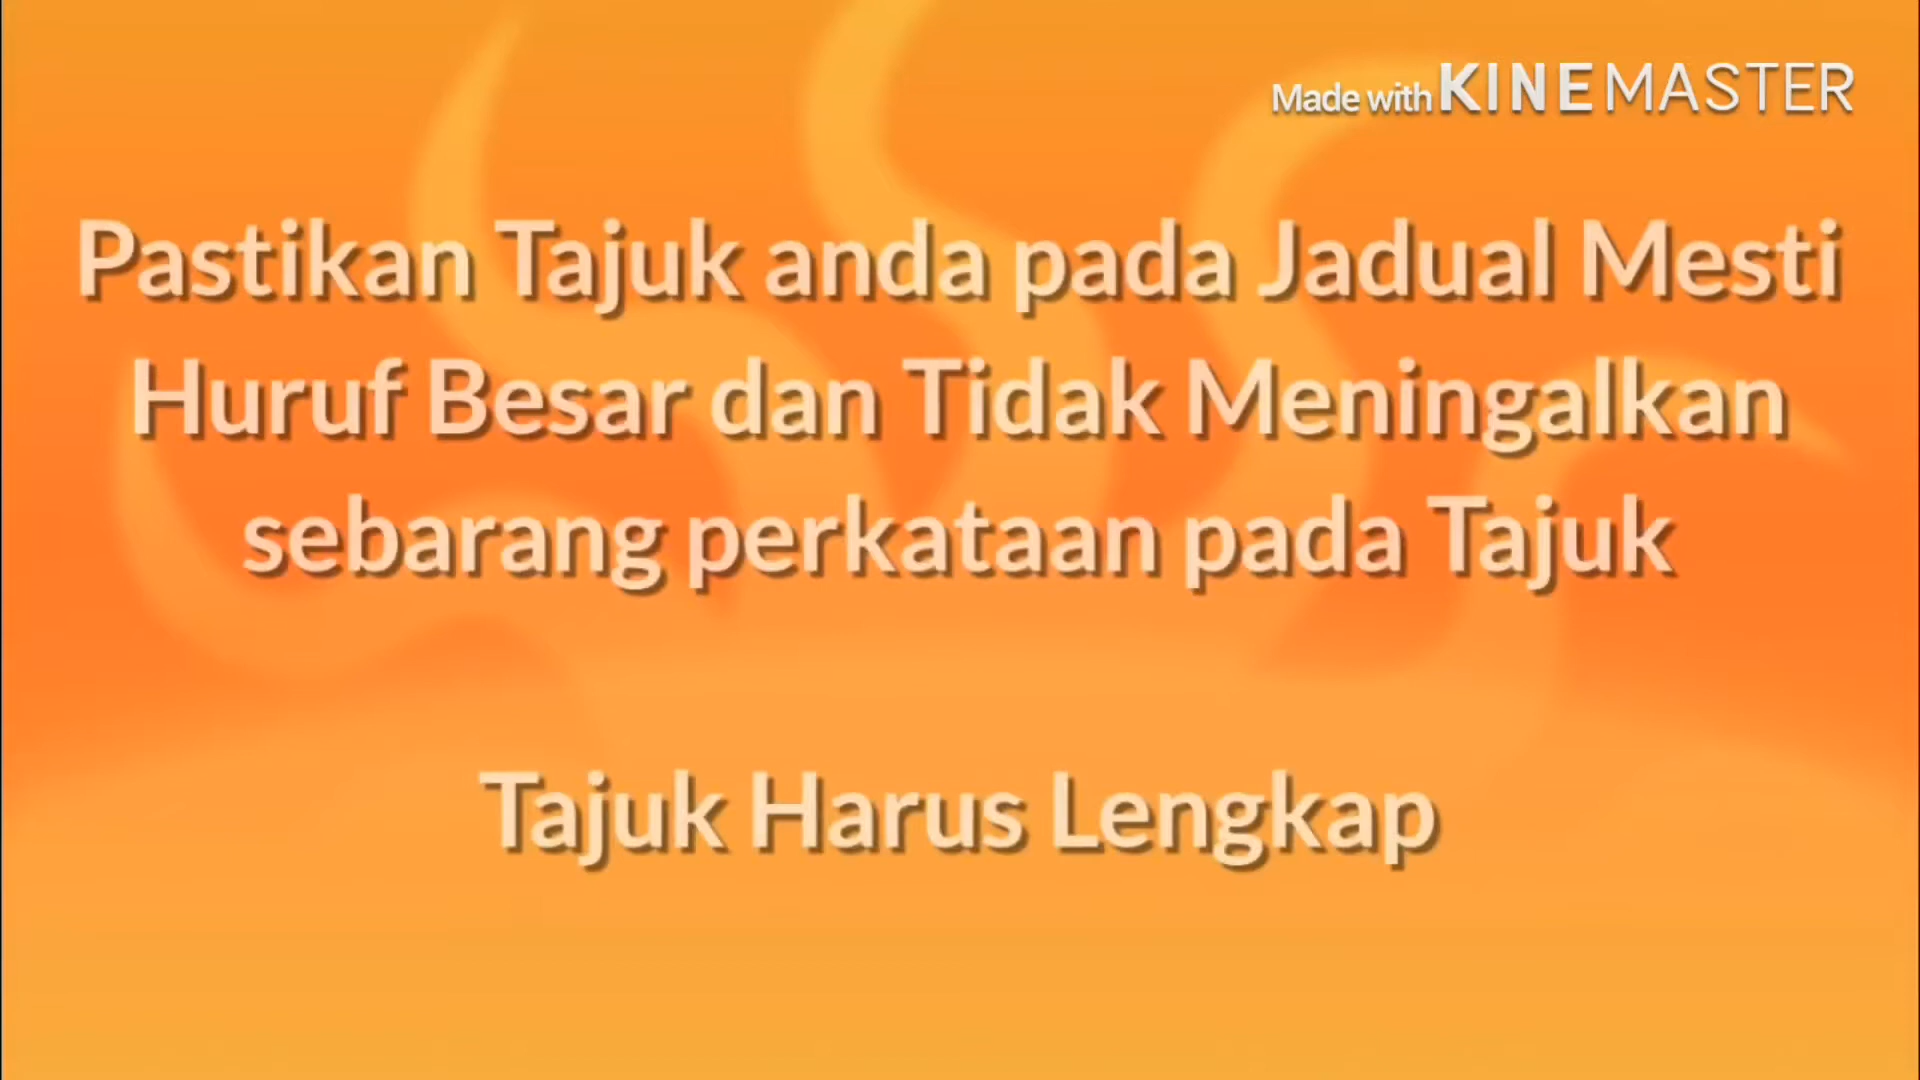 Made with KINEMASTER
Pastikan Tajuk anda pada Jadual Mesti
Huruf Besar dan Tidak Meningalkan
sebarang perkataan pada Tajuk
Tajuk Harus Lengkap